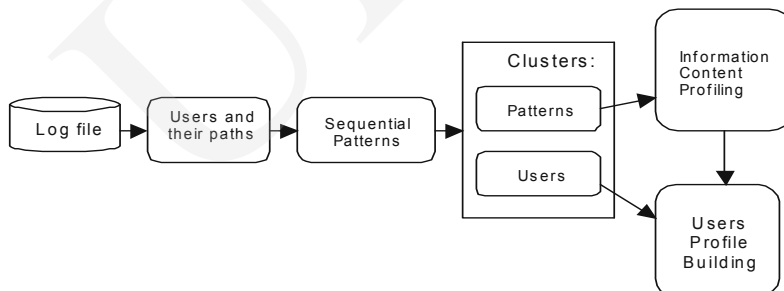 Log file
Users and
their paths
Sequential
Patterns
Clusters:
Patterns
Users
Information
Content
Profiling
Users
Profile
Building